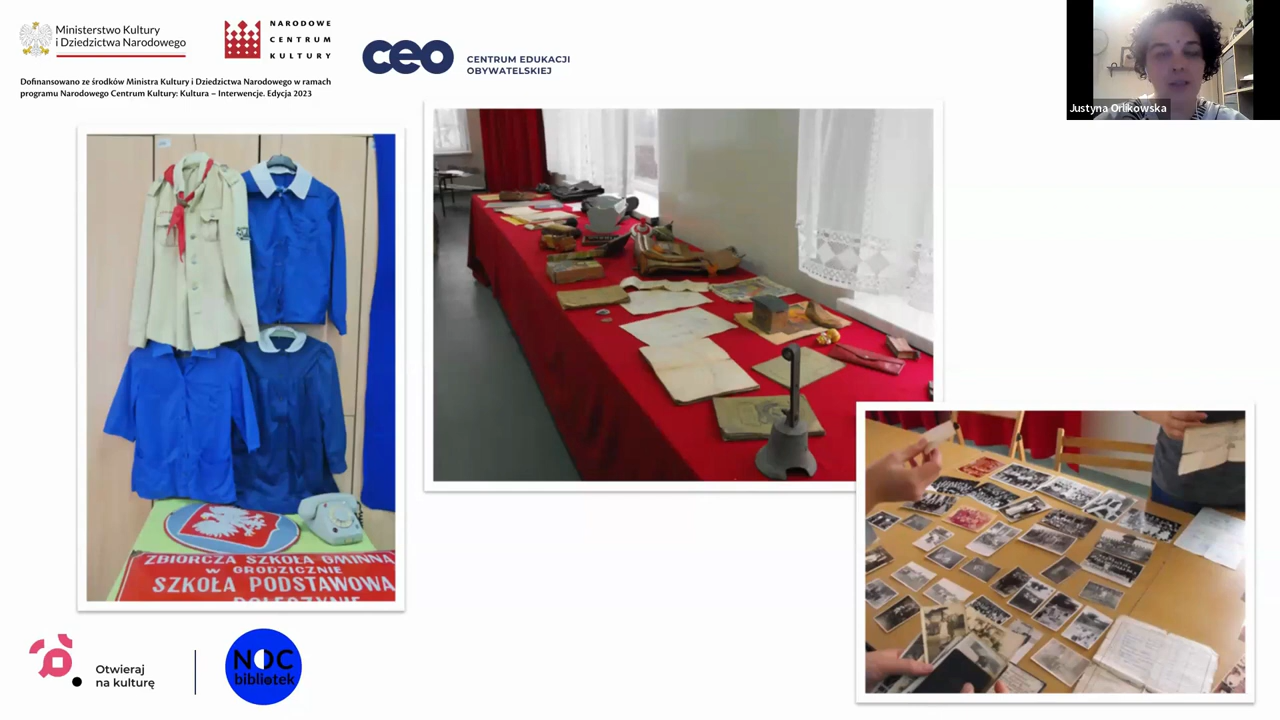 Ministerstwo Kultury
i Dziedzictwa Narodowego
NARODOWE
CENTRUM
KULTURY
Dofinansowano ze środków Ministra Kultury i Dziedzictwa Narodowego w ramach
programu Narodowego Centrum Kultury: Kultura – Interwencje. Edycja 2023
ceo
CENTRUM EDUKACJI
OBYWATELSKIEJ
Justyna Orlikowska
ZBIORCZA SZKOŁA GMINNA
w GRODZICZNIE
SZKOŁA PODSTAWOWA
Otwieraj
na kulturę
NOC
bibliotek